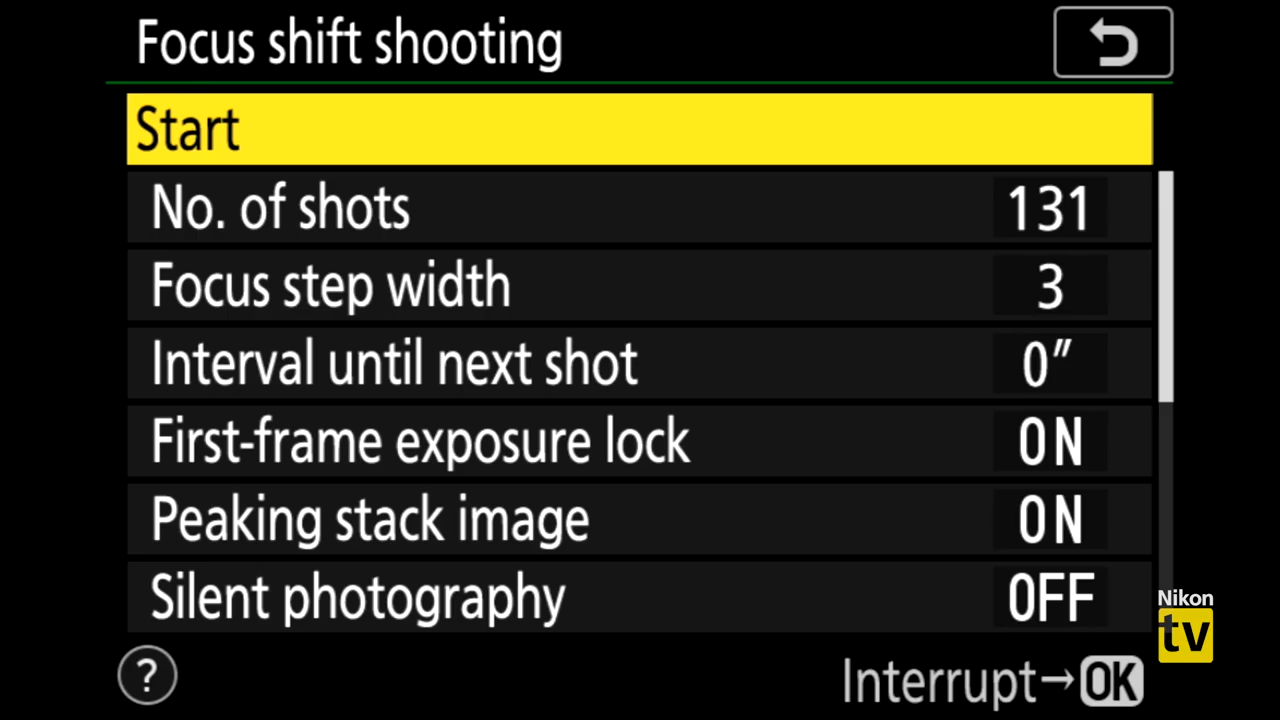 Focus shift shooting
Start
No. of shots 131
Focus step width 3
Interval until next shot 0″
First-frame exposure lock ON
Peaking stack image ON
Silent photography OFF
Nikon
tv
? Interrupt→OK